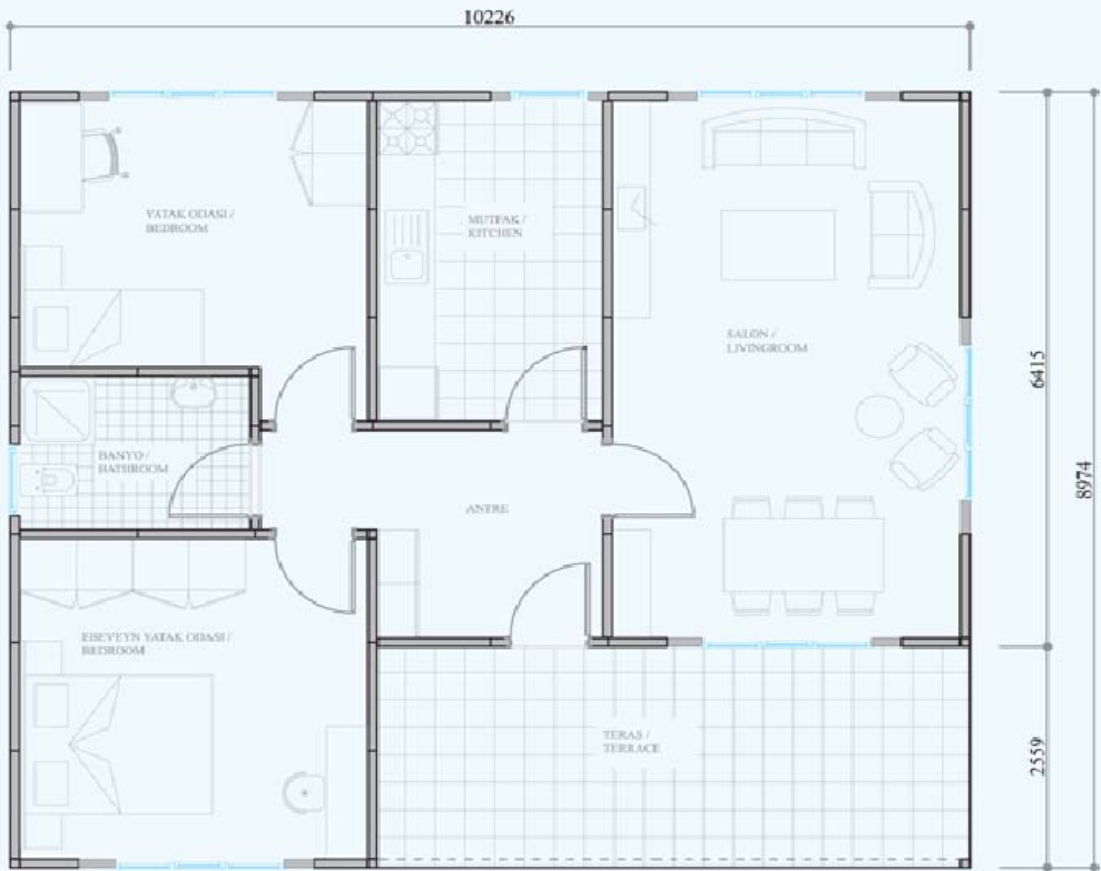 10226
YATAK ODASI /
BEDROOM
MUTFAK /
KITCHEN
SALON /
LIVINGROOM
6415
8974
BANYO /
BATHROOM
ANTRE
EBEVEYN YATAK ODASI /
BEDROOM
TERAS /
TERRACE
2559